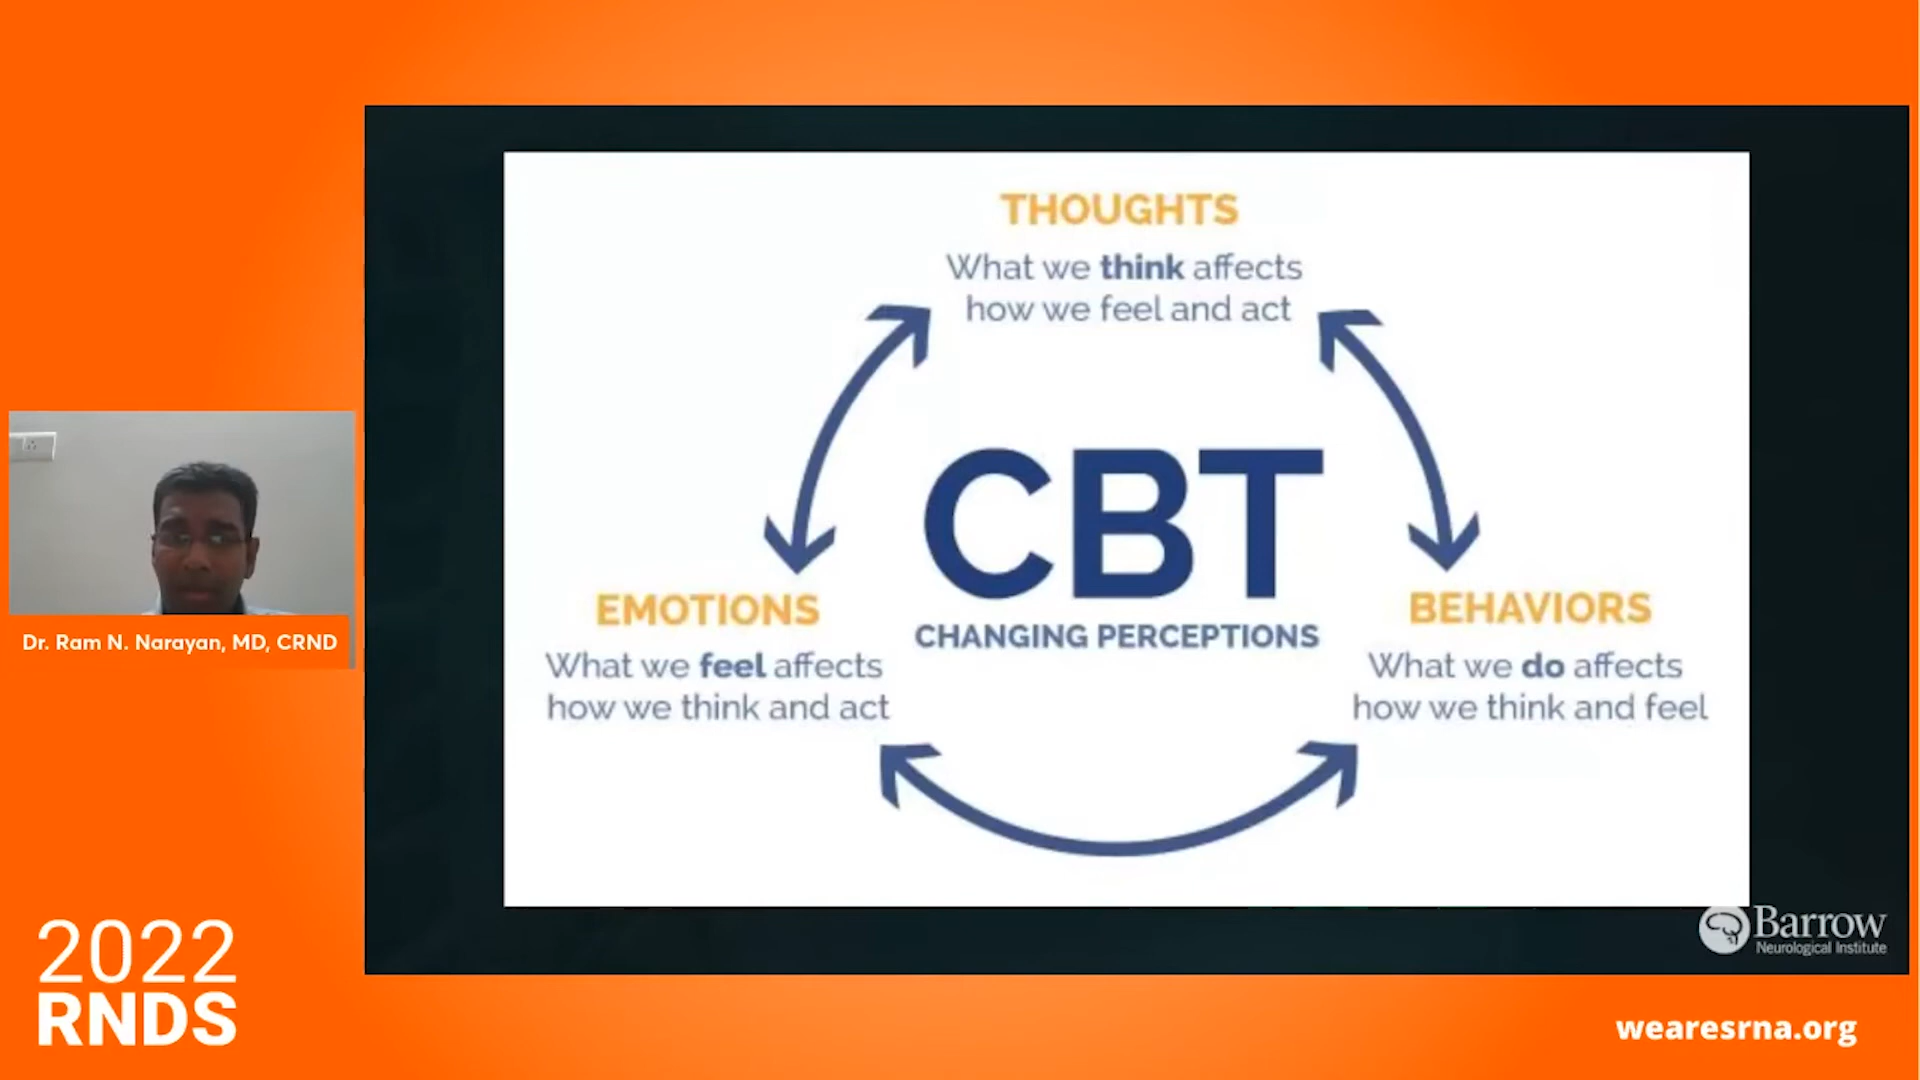 THOUGHTS
What we think affects
how we feel and act
CBT
CHANGING PERCEPTIONS
EMOTIONS
What we feel affects
how we think and act
BEHAVIORS
What we do affects
how we think and feel
Dr. Ram N. Narayan, MD, CRND
2022
RNDS
Barrow
Neurological Institute
wearesrna.org